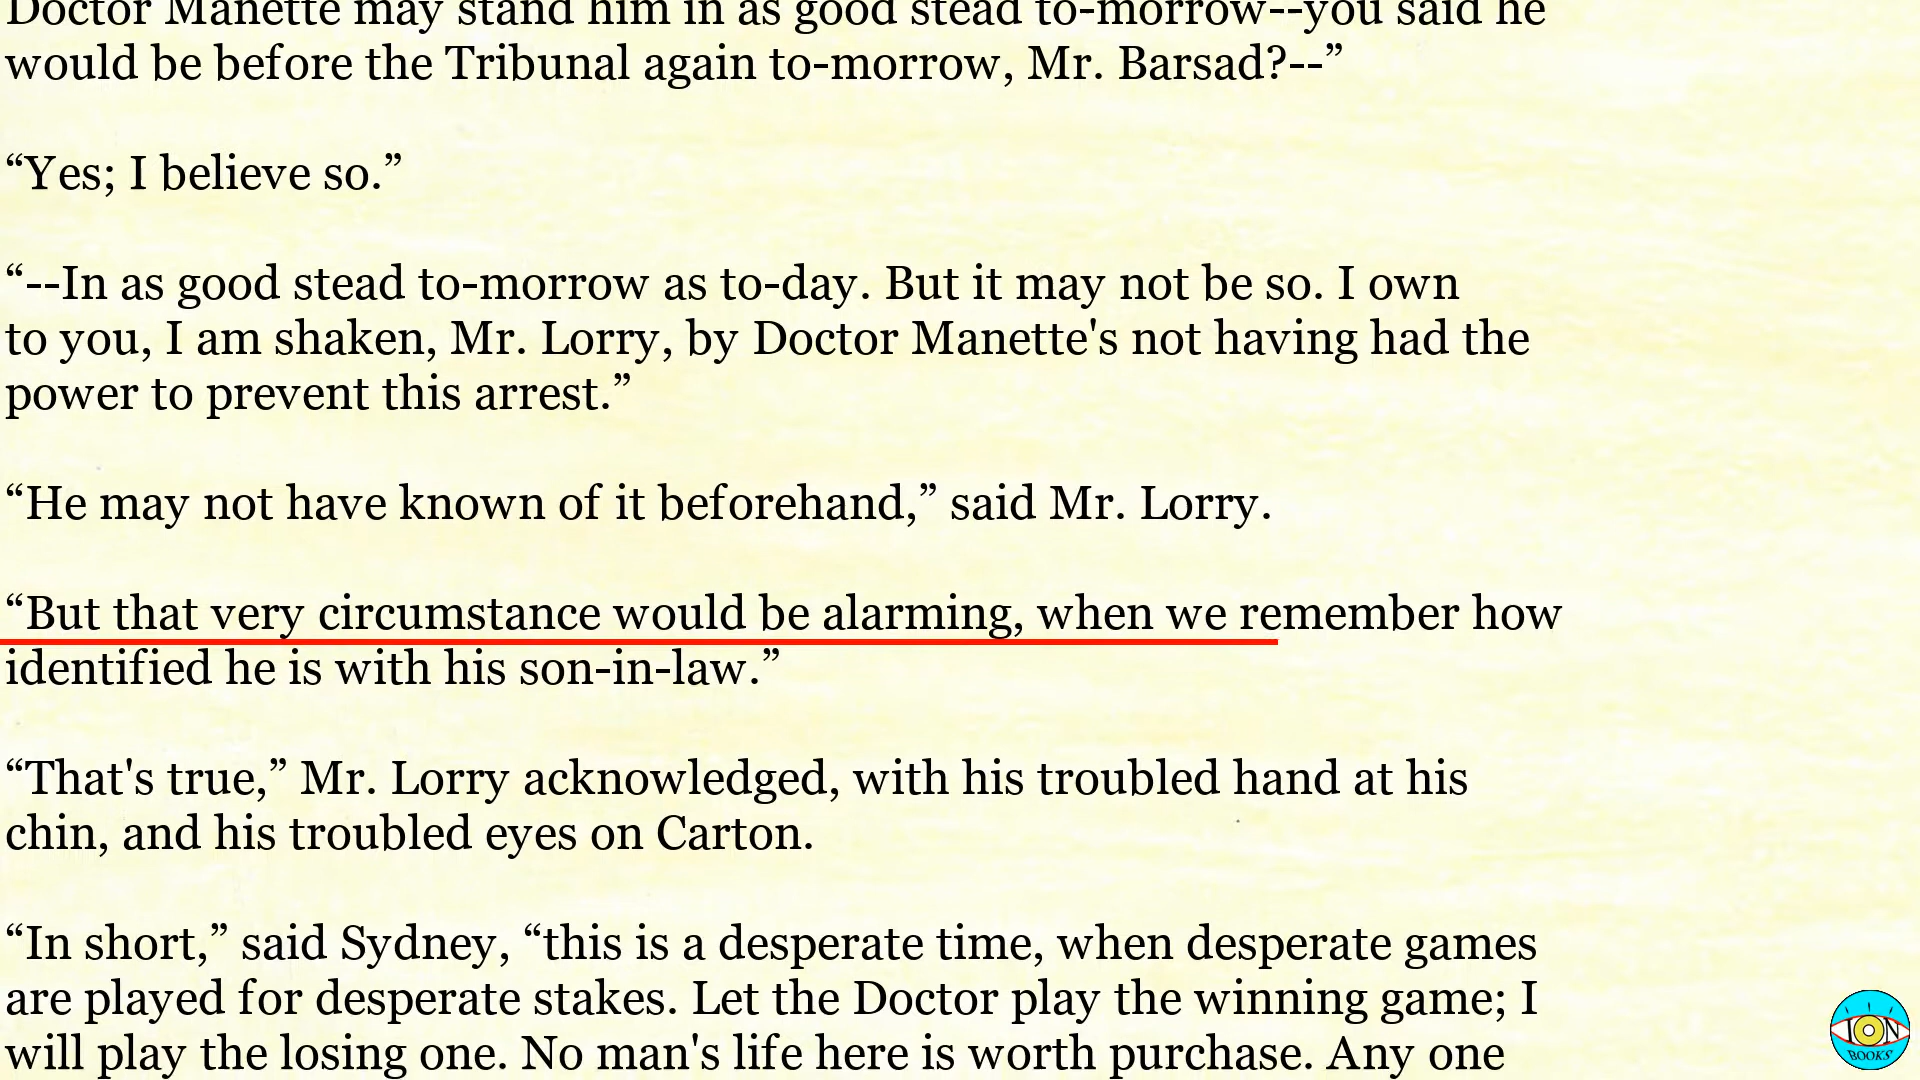 Doctor Manette may stand him in as good stead to-morrow--you said he
would be before the Tribunal again to-morrow, Mr. Barsad?--”
“Yes; I believe so.”
“--In as good stead to-morrow as to-day. But it may not be so. I own
to you, I am shaken, Mr. Lorry, by Doctor Manette's not having had the
power to prevent this arrest.”
“He may not have known of it beforehand,” said Mr. Lorry.
“But that very circumstance would be alarming, when we remember how
identified he is with his son-in-law.”
“That's true,” Mr. Lorry acknowledged, with his troubled hand at his
chin, and his troubled eyes on Carton.
“In short,” said Sydney, “this is a desperate time, when desperate games
are played for desperate stakes. Let the Doctor play the winning game; I
will play the losing one. No man's life here is worth purchase. Any one
ION
BOOKS